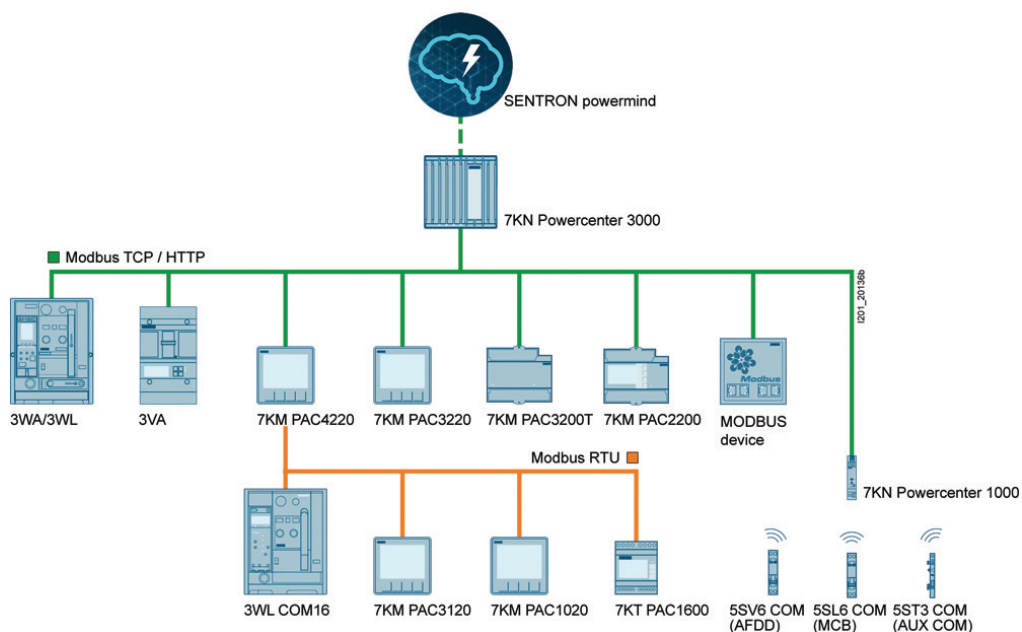 SENTRON powermind
7KN Powercenter 3000
Modbus TCP / HTTP
I201_20136b
3WA/3WL
3VA
7KM PAC4220
7KM PAC3220
7KM PAC3200T
7KM PAC2200
Modbus
MODBUS
device
Modbus RTU
7KN Powercenter 1000
3WL COM16
7KM PAC3120
7KM PAC1020
7KT PAC1600
5SV6 COM
(AFDD)
5SL6 COM
(MCB)
5ST3 COM
(AUX COM)